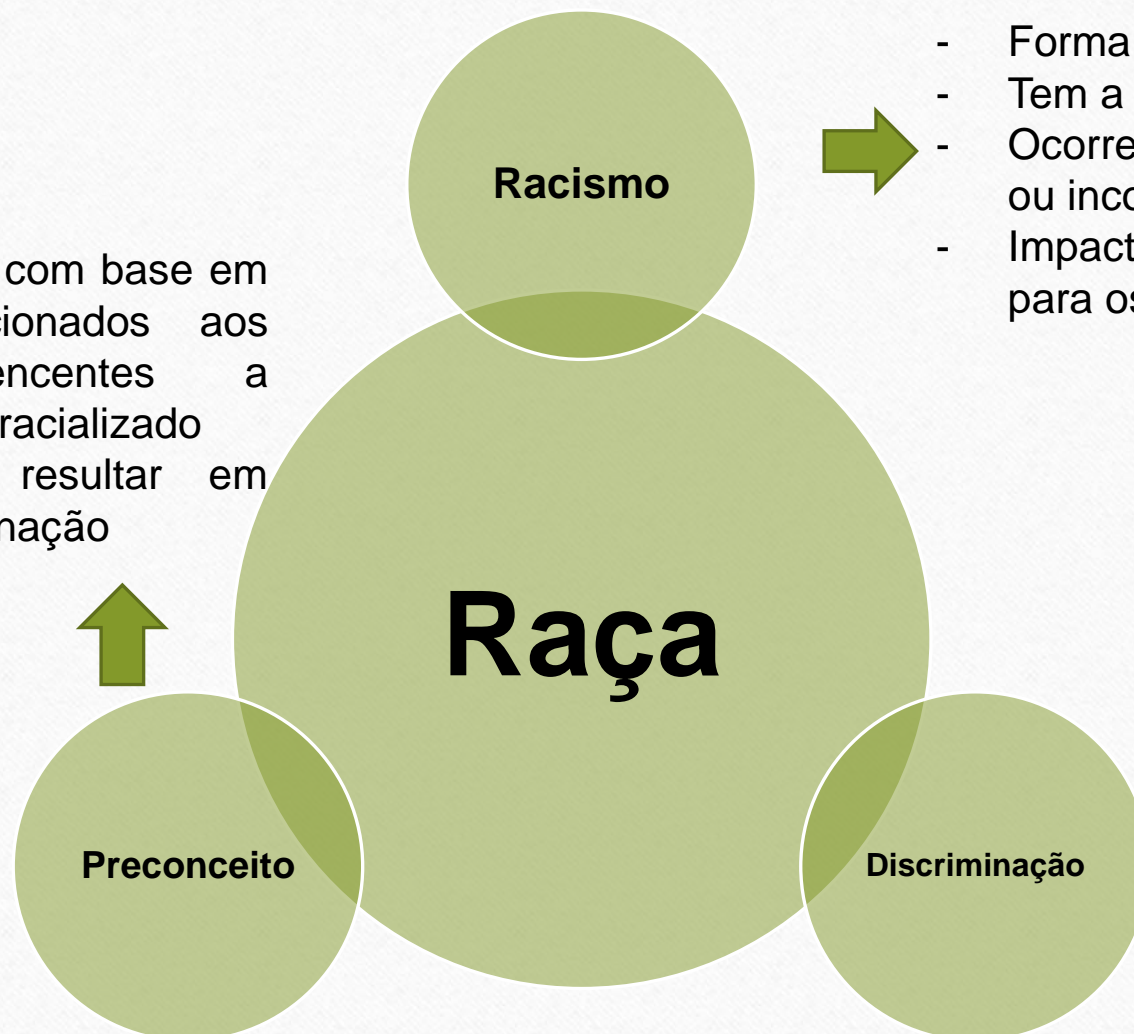 - Forma
- Tem a
- Ocorre
ou inco
- Impact
para os
Racismo
com base em
cionados aos
encentes a
racializado
resultar em
nação
Raça
Preconceito
Discriminação